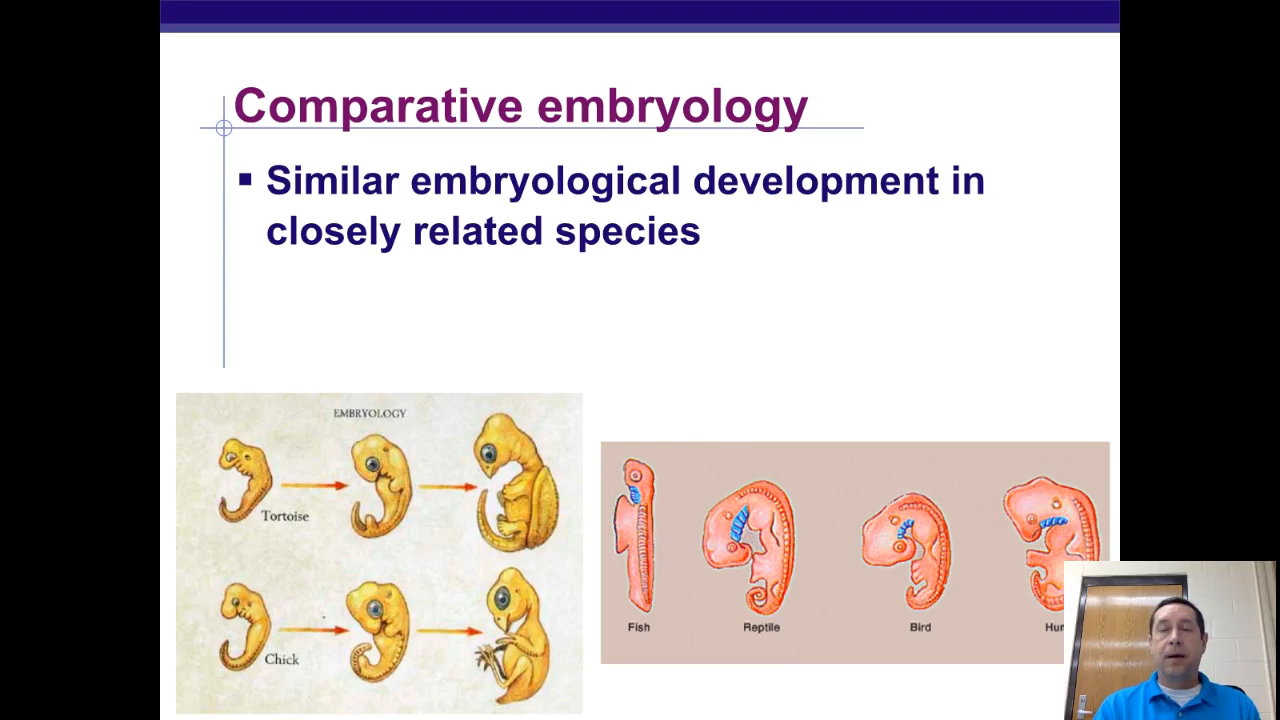 Comparative embryology
▪ Similar embryological development in
closely related species
EMBRYOLOGY
Tortoise
Chick
Fish Reptile Bird